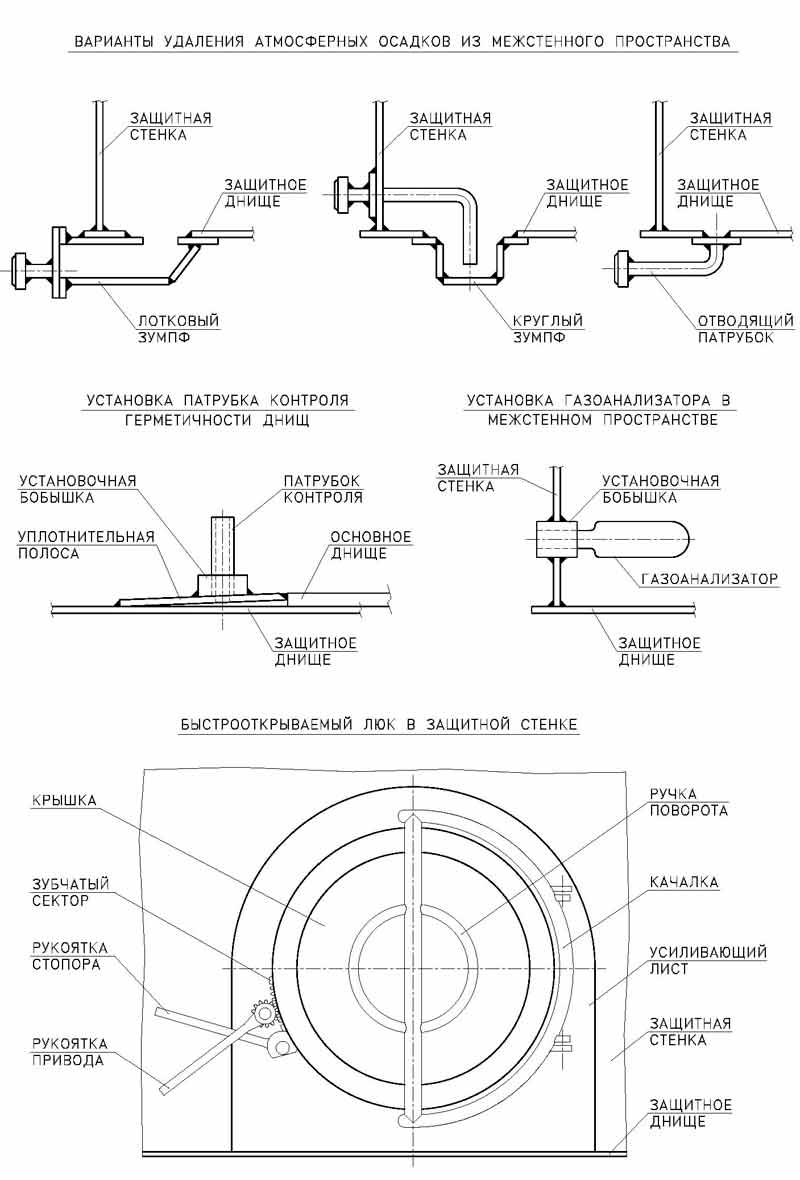 ВАРИАНТЫ УДАЛЕНИЯ АТМОСФЕРНЫХ ОСАДКОВ ИЗ МЕЖСТЕННОГО ПРОСТРАНСТВА
ЗАЩИТНАЯ
СТЕНКА
ЗАЩИТНОЕ
ДНИЩЕ
ЛОТКОВЫЙ
ЗУМПФ
ЗАЩИТНАЯ
СТЕНКА
ЗАЩИТНОЕ
ДНИЩЕ
КРУГЛЫЙ
ЗУМПФ
ЗАЩИТНАЯ
СТЕНКА
ЗАЩИТНОЕ
ДНИЩЕ
ОТВОДЯЩИЙ
ПАТРУБОК
УСТАНОВКА ПАТРУБКА КОНТРОЛЯ
ГЕРМЕТИЧНОСТИ ДНИЩ
УСТАНОВОЧНАЯ
БОБЫШКА
ПАТРУБОК
КОНТРОЛЯ
УПЛОТНИТЕЛЬНАЯ
ПОЛОСА
ОСНОВНОЕ
ДНИЩЕ
ЗАЩИТНОЕ
ДНИЩЕ
УСТАНОВКА ГАЗОАНАЛИЗАТОРА В
МЕЖСТЕННОМ ПРОСТРАНСТВЕ
ЗАЩИТНАЯ
СТЕНКА
УСТАНОВОЧНАЯ
БОБЫШКА
ГАЗОАНАЛИЗАТОР
ЗАЩИТНОЕ
ДНИЩЕ
БЫСТРООТКРЫВАЕМЫЙ ЛЮК В ЗАЩИТНОЙ СТЕНКЕ
КРЫШКА
ЗУБЧАТЫЙ
СЕКТОР
РУКОЯТКА
СТОПОРА
РУКОЯТКА
ПРИВОДА
РУЧКА
ПОВОРОТА
КАЧАЛКА
УСИЛИВАЮЩИЙ
ЛИСТ
ЗАЩИТНАЯ
СТЕНКА
ЗАЩИТНОЕ
ДНИЩЕ